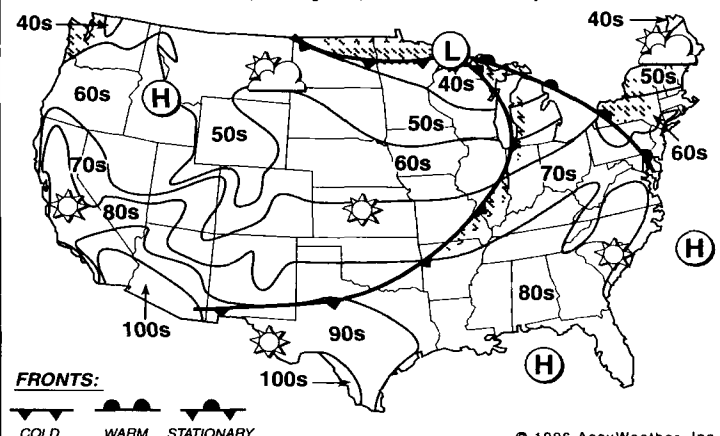 40s
40s
L
40s
50s
60s
H
50s
50s
60s
60s
70s
70s
80s
H
80s
100s
90s
H
100s
FRONTS:
COLD WARM STATIONARY
AccuWeather, Inc.